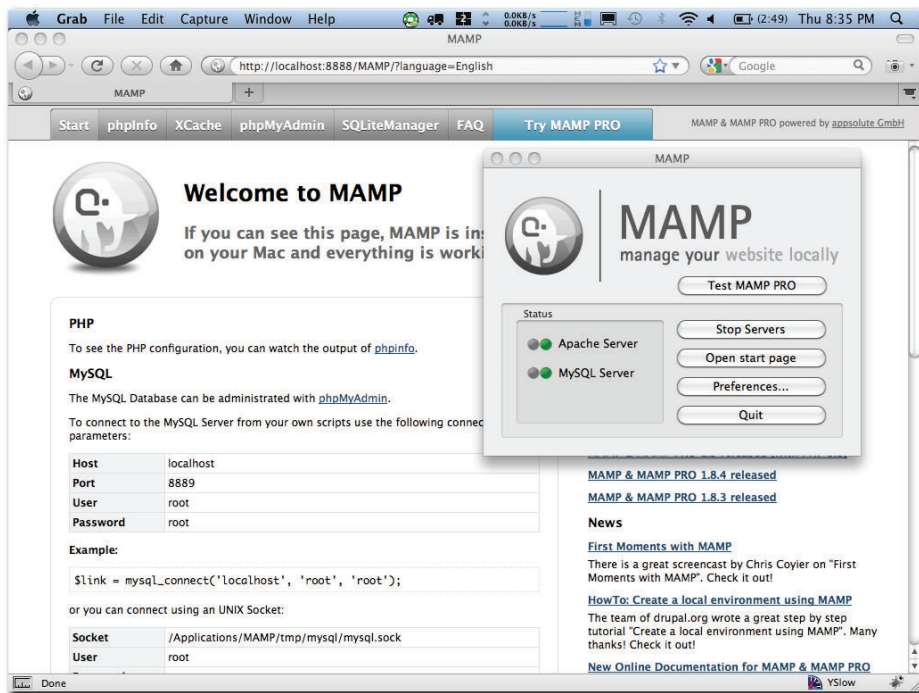 Grab File Edit Capture Window Help 0.0KB/s 0.0KB/s (2:49) Thu 8:35 PM
MAMP
http://localhost:8888/MAMP/?language=English Google
MAMP +
Start phpInfo XCache phpMyAdmin SQLiteManager FAQ Try MAMP PRO MAMP & MAMP PRO powered by appsolute GmbH
Welcome to MAMP
If you can see this page, MAMP is ins
on your Mac and everything is worki
PHP
To see the PHP configuration, you can watch the output of phpinfo.
MySQL
The MySQL Database can be administrated with phpMyAdmin.
To connect to the MySQL Server from your own scripts use the following connec
parameters:
Host localhost
Port 8889
User root
Password root
Example:
$link = mysql_connect('localhost', 'root', 'root');
or you can connect using an UNIX Socket:
Socket /Applications/MAMP/tmp/mysql/mysql.sock
User root
MAMP
MAMP
manage your website locally
Test MAMP PRO
Status
Apache Server
MySQL Server
Stop Servers
Open start page
Preferences...
Quit
MAMP & MAMP PRO 1.8.4 released
MAMP & MAMP PRO 1.8.3 released
News
First Moments with MAMP
There is a great screencast by Chris Coyier on "First
Moments with MAMP". Check it out!
HowTo: Create a local environment using MAMP
The team of drupal.org wrote a great step by step
tutorial "Create a local environment using MAMP". Many
thanks! Check it out!
New Online Documentation for MAMP & MAMP PRO
Done YSlow